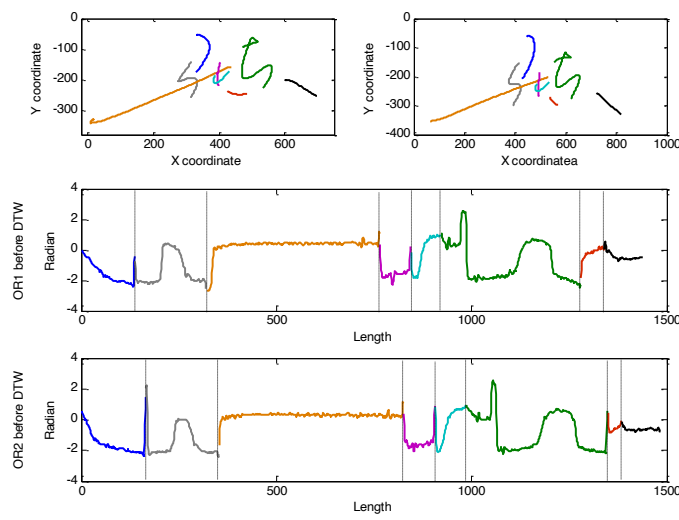 0
-100
-200
-300
Y coordinate
0 200 400 600
X coordinate
0
-100
-200
-300
-400
Y coordinate
0 200 400 600 800 1000
X coordinatea
4
2
0
-2
-4
OR1 before DTW
Radian
0 500 1000 1500
Length
4
2
0
-2
-4
OR2 before DTW
Radian
0 500 1000 1500
Length